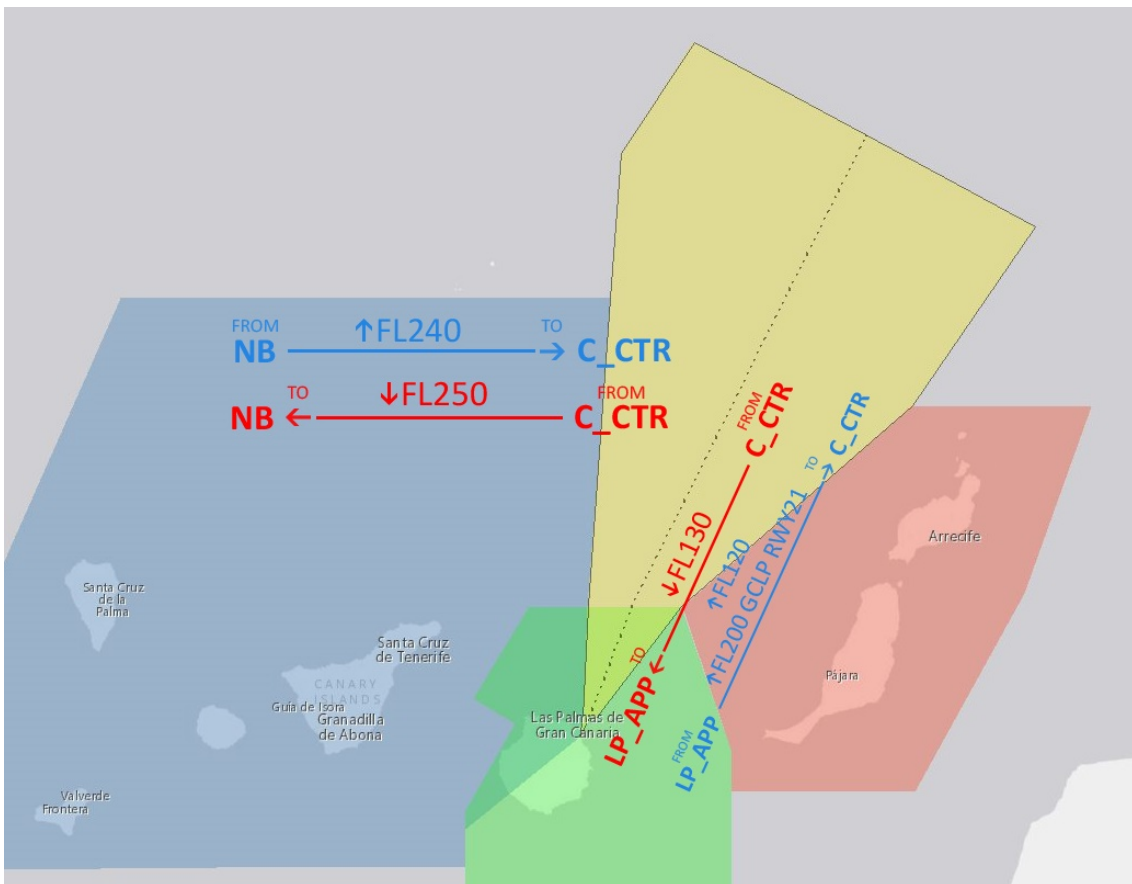 FROM
NB
↑FL240
TO
C_CTR
TO
NB
↓FL250
FROM
C_CTR
FROM
C_CTR
↓FL130
TO
LP_APP
TO
C_CTR
↑FL120
↑FL200 GCLP RWY21
FROM
LP_APP
Arrecife
Pájara
Santa Cruz
de la
Palma
Santa Cruz
de Tenerife
CANARY
ISLANDS
Guía de Isora
Granadilla
de Abona
Las Palmas de
Gran Canaria
Valverde
Frontera